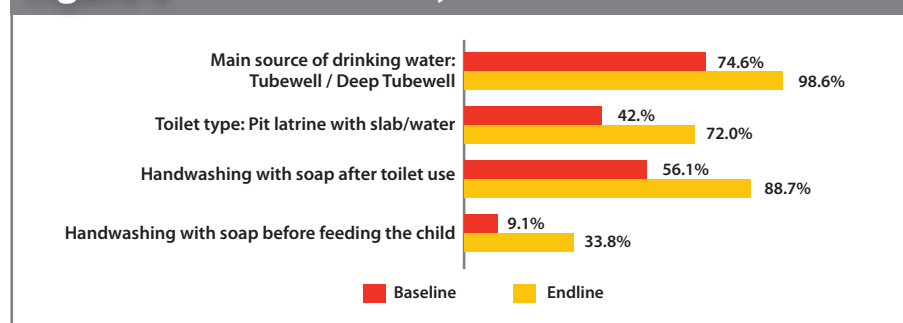 Main source of drinking water:
Tubewell / Deep Tubewell
74.6%
98.6%
Toilet type: Pit latrine with slab/water
42.%
72.0%
Handwashing with soap after toilet use
56.1%
88.7%
Handwashing with soap before feeding the child
9.1%
33.8%
Baseline
Endline